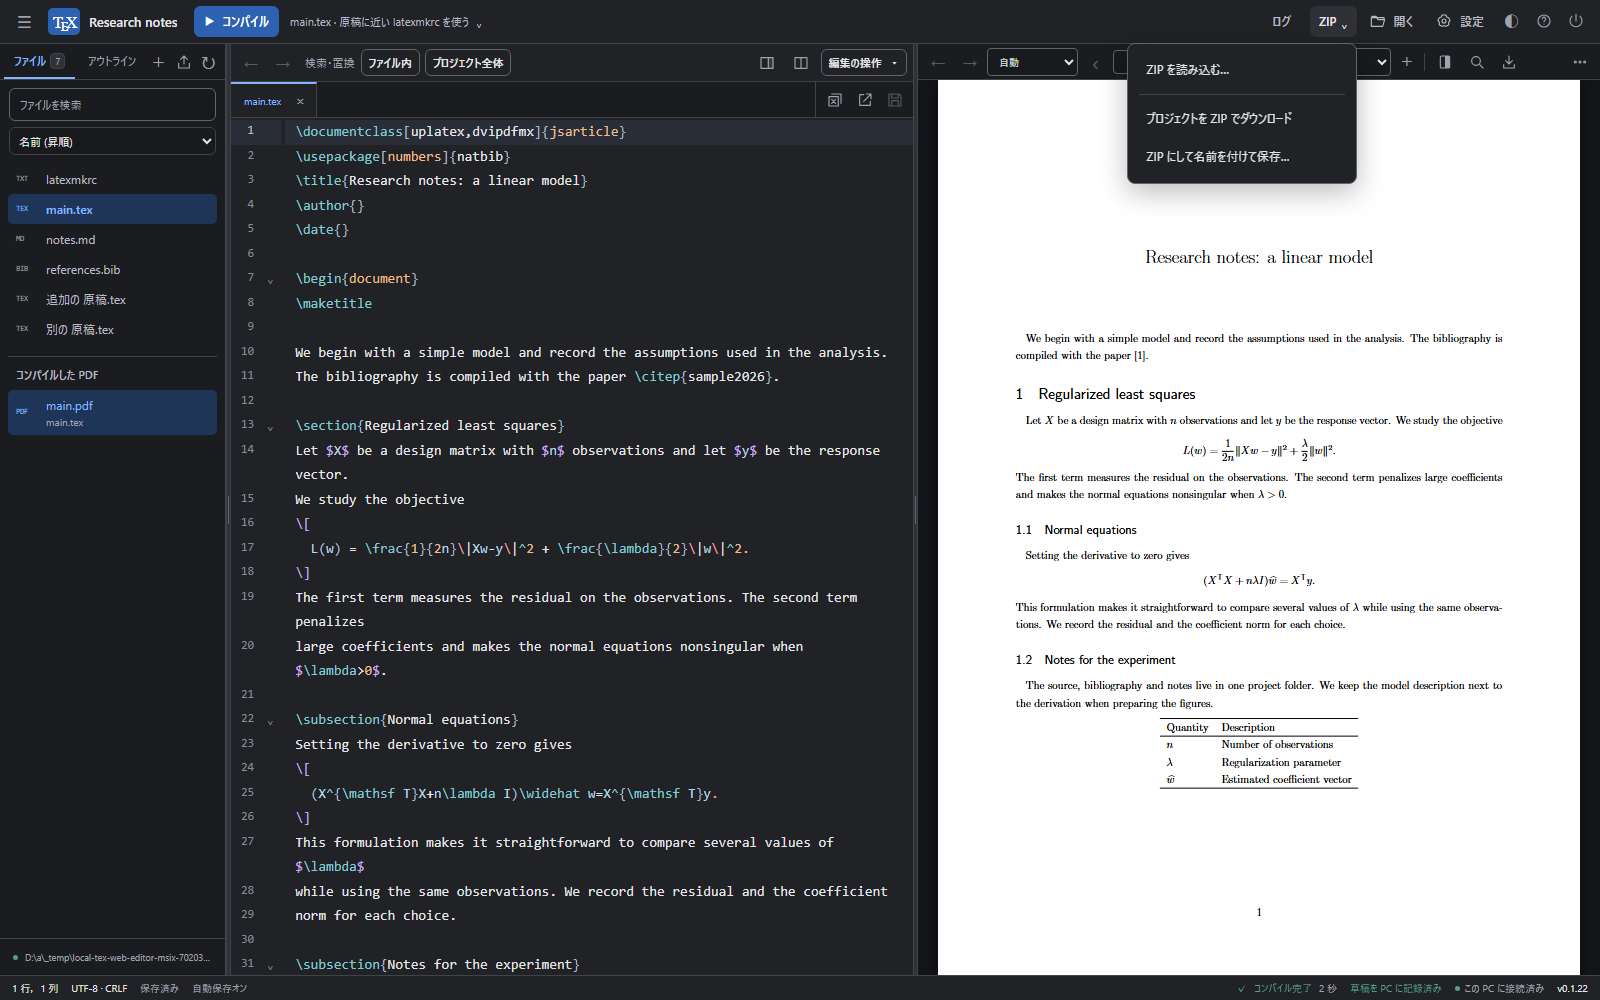 TEX Research notes ▶ コンパイル main.tex · 原稿に近い latexmkrc を使う ログ ZIP 開く 設定
ファイル 7 アウトライン
検索・置換 ファイル内 プロジェクト全体 編集の操作
自動
ZIP を読み込む...
プロジェクトを ZIP でダウンロード
ZIP にして名前を付けて保存...
ファイルを検索
名前 (昇順)
TXT latexmkrc
TEX main.tex
MD notes.md
BIB references.bib
TEX 追加の 原稿.tex
TEX 別の 原稿.tex
コンパイルした PDF
PDF main.pdf
main.tex
D:\a\_temp\local-tex-web-editor-msix-70203...
main.tex ×
1 \documentclass[uplatex,dvipdfmx]{jsarticle}
2 \usepackage[numbers]{natbib}
3 \title{Research notes: a linear model}
4 \author{}
5 \date{}
6
7 \begin{document}
8 \maketitle
9
10 We begin with a simple model and record the assumptions used in the analysis.
11 The bibliography is compiled with the paper \citep{sample2026}.
12
13 \section{Regularized least squares}
14 Let $X$ be a design matrix with $n$ observations and let $y$ be the response
vector.
15 We study the objective
16 \[
17 L(w) = \frac{1}{2n}\|Xw-y\|^2 + \frac{\lambda}{2}\|w\|^2.
18 \]
19 The first term measures the residual on the observations. The second term
penalizes
20 large coefficients and makes the normal equations nonsingular when
$\lambda>0$.
21
22 \subsection{Normal equations}
23 Setting the derivative to zero gives
24 \[
25 (X^{\mathsf T}X+n\lambda I)\widehat w=X^{\mathsf T}y.
26 \]
27 This formulation makes it straightforward to compare several values of
$\lambda$
28 while using the same observations. We record the residual and the coefficient
29 norm for each choice.
30
31 \subsection{Notes for the experiment}
Research notes: a linear model
We begin with a simple model and record the assumptions used in the analysis. The bibliography is
compiled with the paper [1].
1 Regularized least squares
Let X be a design matrix with n observations and let y be the response vector. We study the objective
L(w) = 1/2n ‖Xw − y‖² + λ/2 ‖w‖².
The first term measures the residual on the observations. The second term penalizes large coefficients
and makes the normal equations nonsingular when λ > 0.
1.1 Normal equations
Setting the derivative to zero gives
(XᵀX + nλI)ŵ = Xᵀy.
This formulation makes it straightforward to compare several values of λ while using the same observa-
tions. We record the residual and the coefficient norm for each choice.
1.2 Notes for the experiment
The source, bibliography and notes live in one project folder. We keep the model description next to
the derivation when preparing the figures.
Quantity Description
n Number of observations
λ Regularization parameter
ŵ Estimated coefficient vector
1
1 行, 1 列 UTF-8 · CRLF 保存済み 自動保存オン
✓ コンパイル完了 2 秒 草稿を PC に記録済み この PC に接続済み v0.1.22